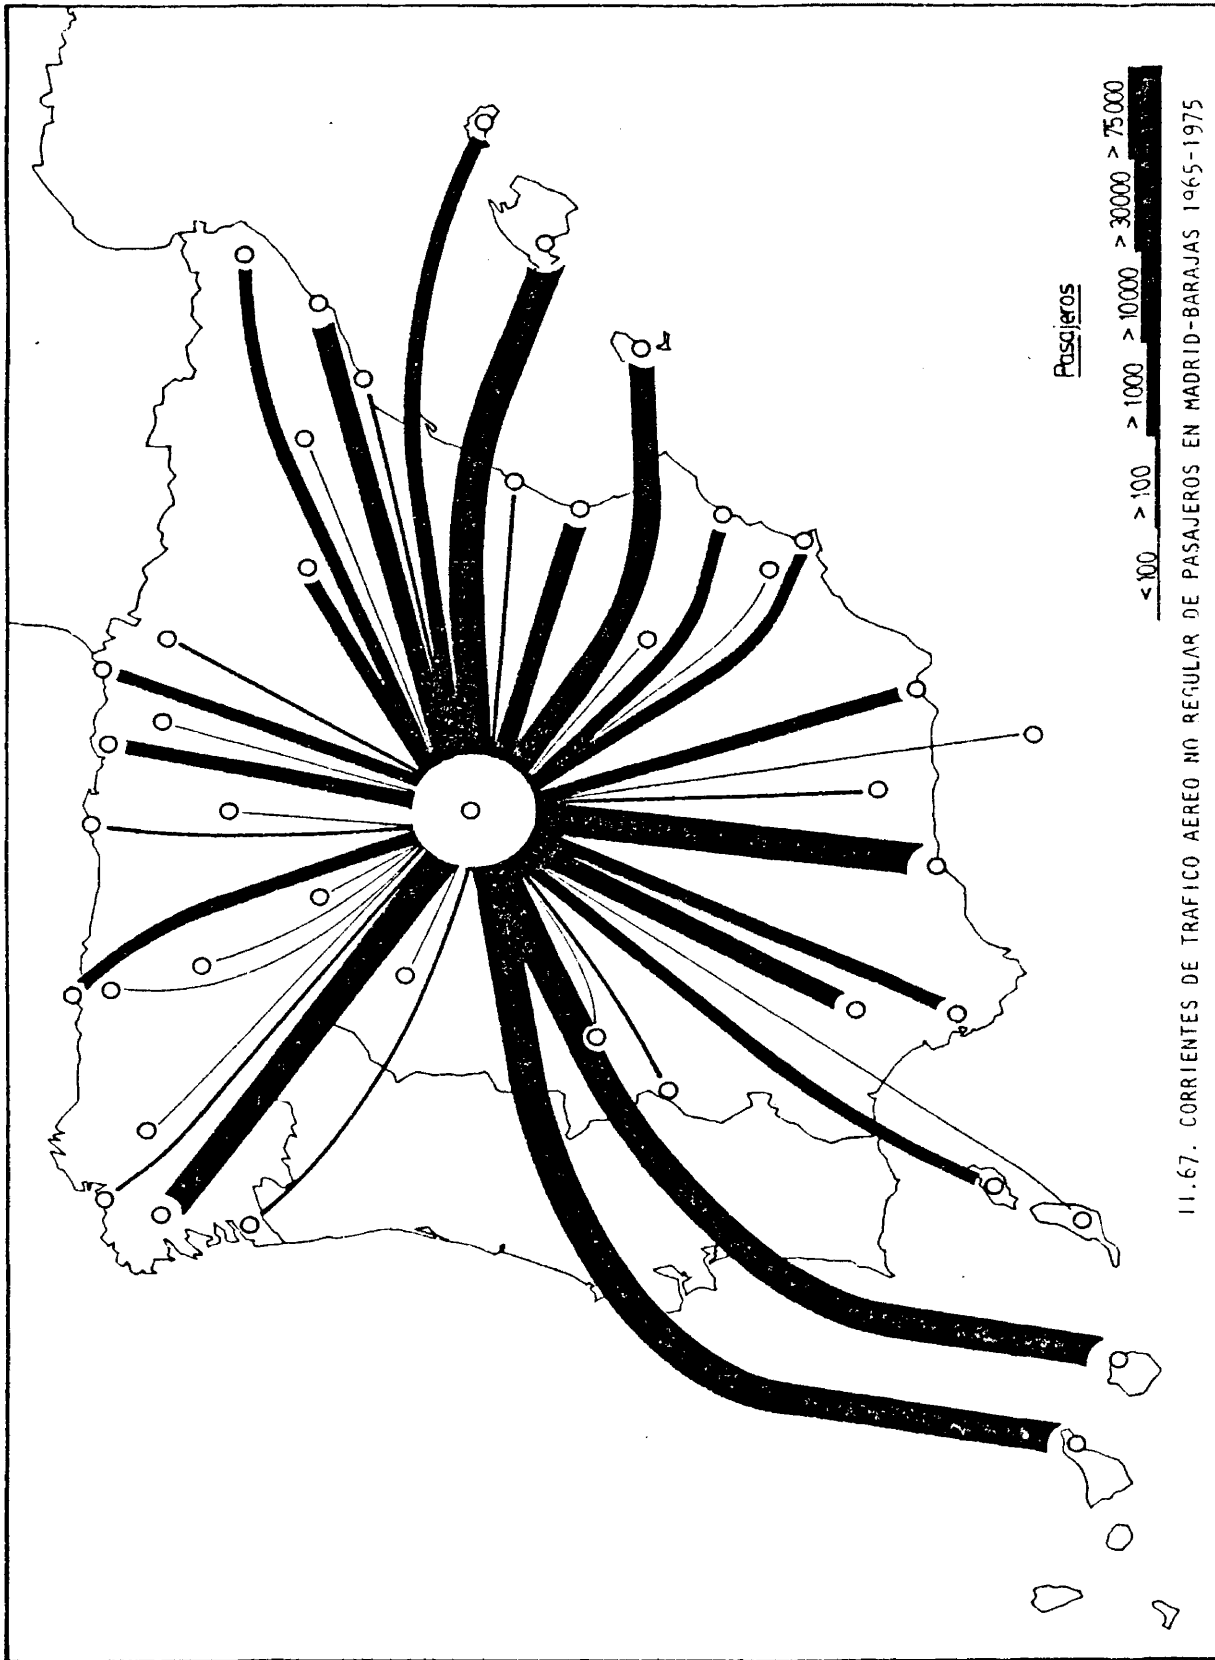 Pasajeros
< 100 > 100 > 1000 > 10000 > 30000 > 75000
11.67. CORRIENTES DE TRAFICO AEREO NO REGULAR DE PASAJEROS EN MADRID-BARAJAS 1965-1975